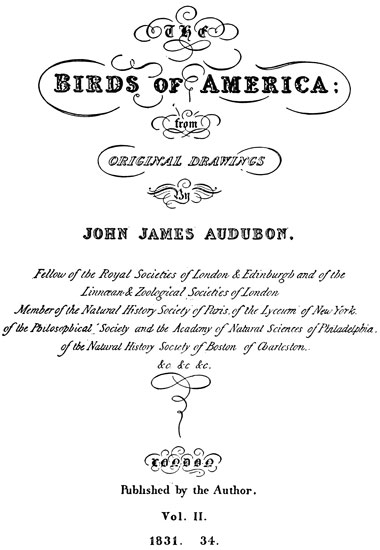 THE
BIRDS OF AMERICA:
from
ORIGINAL DRAWINGS
By
JOHN JAMES AUDUBON.
Fellow of the Royal Societies of London & Edinburgh and of the
Linnæan & Zoological Societies of London
Member of the Natural History Society of Paris, of the Lyceum of New York,
of the Philosophical Society and the Academy of Natural Sciences of Philadelphia,
of the Natural History Society of Boston of Charleston,
&c &c &c.
LONDON
Published by the Author.
Vol. II.
1831. 34.